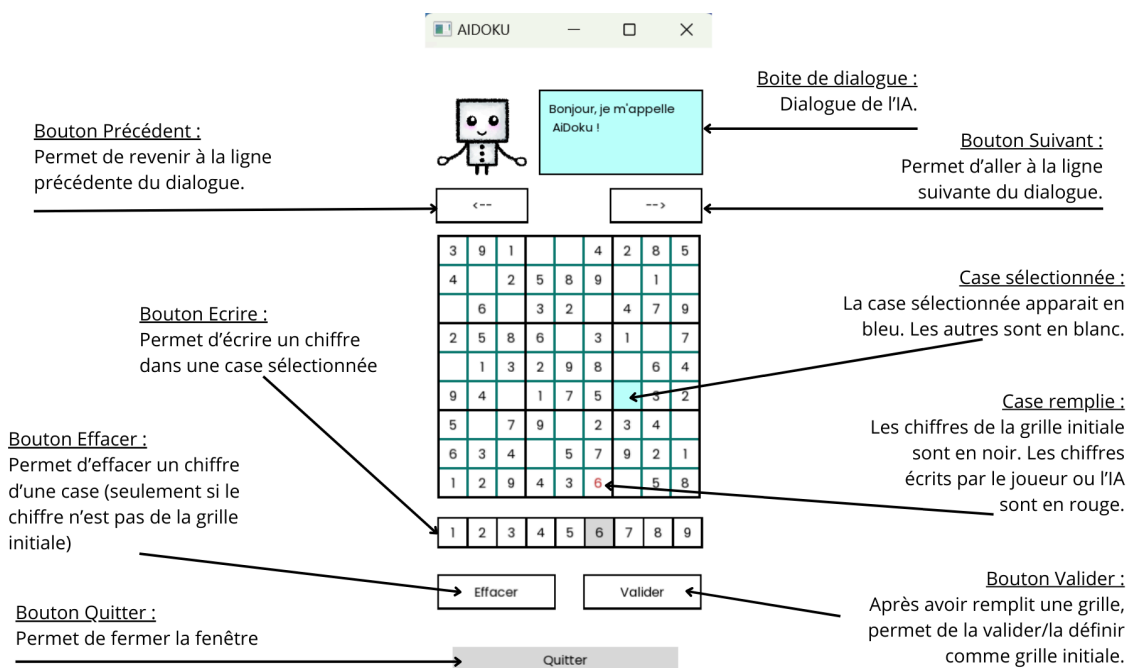 AIDOKU
Boite de dialogue :
Dialogue de l'IA.
Bonjour, je m'appelle
AiDoku !
Bouton Précédent :
Permet de revenir à la ligne
précédente du dialogue.
Bouton Suivant :
Permet d'aller à la ligne
suivante du dialogue.
<--
-->
3 9 1 4 2 8 5
4 2 5 8 9 1
6 3 2 4 7 9
2 5 8 6 3 1 7
1 3 2 9 8 6 4
9 4 1 7 5 3 2
5 7 9 2 3 4
6 3 4 5 7 9 2 1
1 2 9 4 3 6 5 8
Case sélectionnée :
La case sélectionnée apparait en
bleu. Les autres sont en blanc.
Bouton Ecrire :
Permet d'écrire un chiffre
dans une case sélectionnée
Case remplie :
Les chiffres de la grille initiale
sont en noir. Les chiffres
écrits par le joueur ou l'IA
sont en rouge.
Bouton Effacer :
Permet d'effacer un chiffre
d'une case (seulement si le
chiffre n'est pas de la grille
initiale)
1 2 3 4 5 6 7 8 9
Effacer
Valider
Bouton Valider :
Après avoir remplit une grille,
permet de la valider/la définir
comme grille initiale.
Bouton Quitter :
Permet de fermer la fenêtre
Quitter